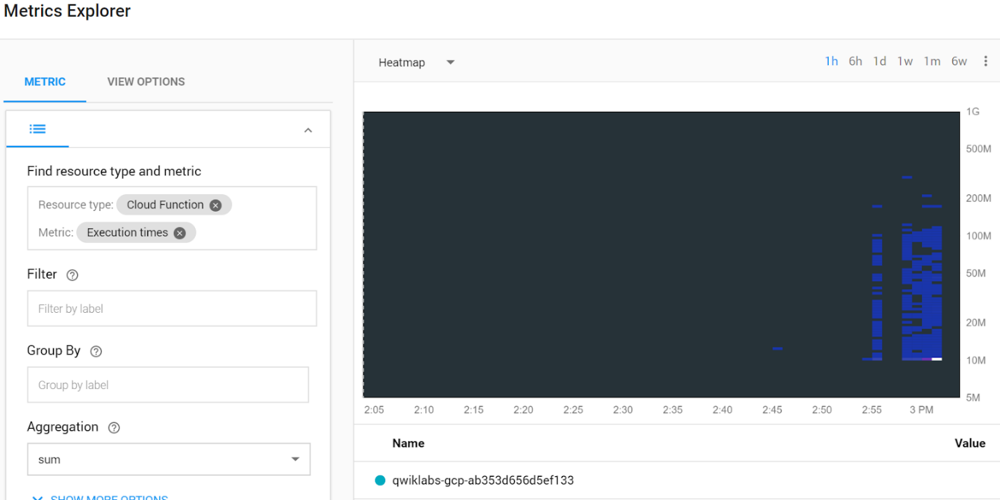 Metrics Explorer
METRIC VIEW OPTIONS
Find resource type and metric
Resource type: Cloud Function
Metric: Execution times
Filter
Filter by label
Group By
Group by label
Aggregation
sum
SHOW MORE OPTIONS
Heatmap 1h 6h 1d 1w 1m 6w
1G
500M
200M
100M
50M
20M
10M
5M
2:05 2:10 2:15 2:20 2:25 2:30 2:35 2:40 2:45 2:50 2:55 3 PM
Name Value
qwiklabs-gcp-ab353d656d5ef133